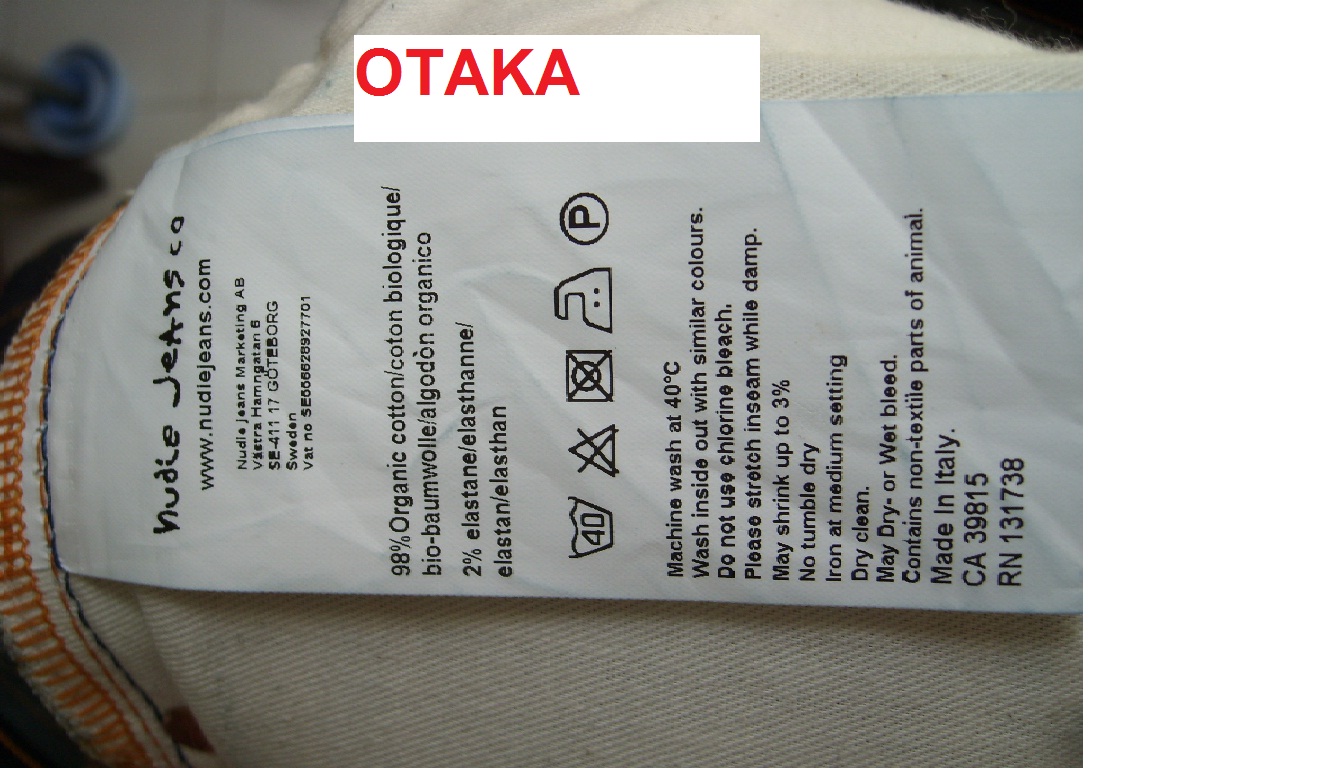 OTAKA
nudie Jeans co
www.nudiejeans.com
Nudie Jeans Marketing AB
Västra Hamngatan 6
SE-411 17 GÖTEBORG
Sweden
Vat no SE556628927701
98% Organic cotton/coton biologique/
bio-baumwolle/algodòn organico
2% elastane/elasthanne/
elastan/elasthan
40
P
Machine wash at 40°C
Wash inside out with similar colours.
Do not use chlorine bleach.
Please stretch inseam while damp.
May shrink up to 3%
No tumble dry
Iron at medium setting
Dry clean.
May Dry- or Wet bleed.
Contains non-textile parts of animal.
Made In Italy.
CA 39815
RN 131738